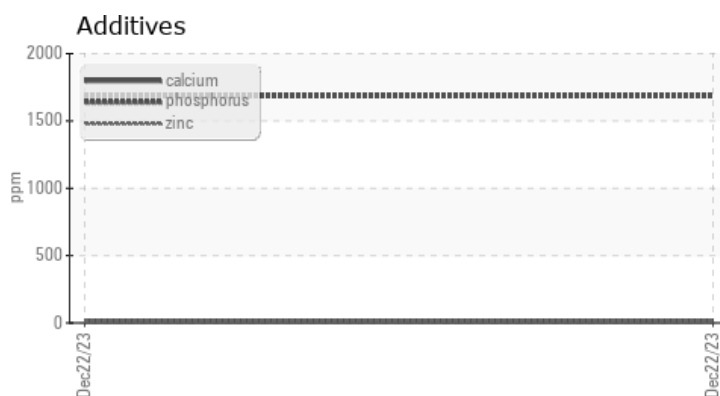 Additives
2000
calcium
phosphorus
zinc
1500
1000
ppm
500
0
Dec22/23
Dec22/23